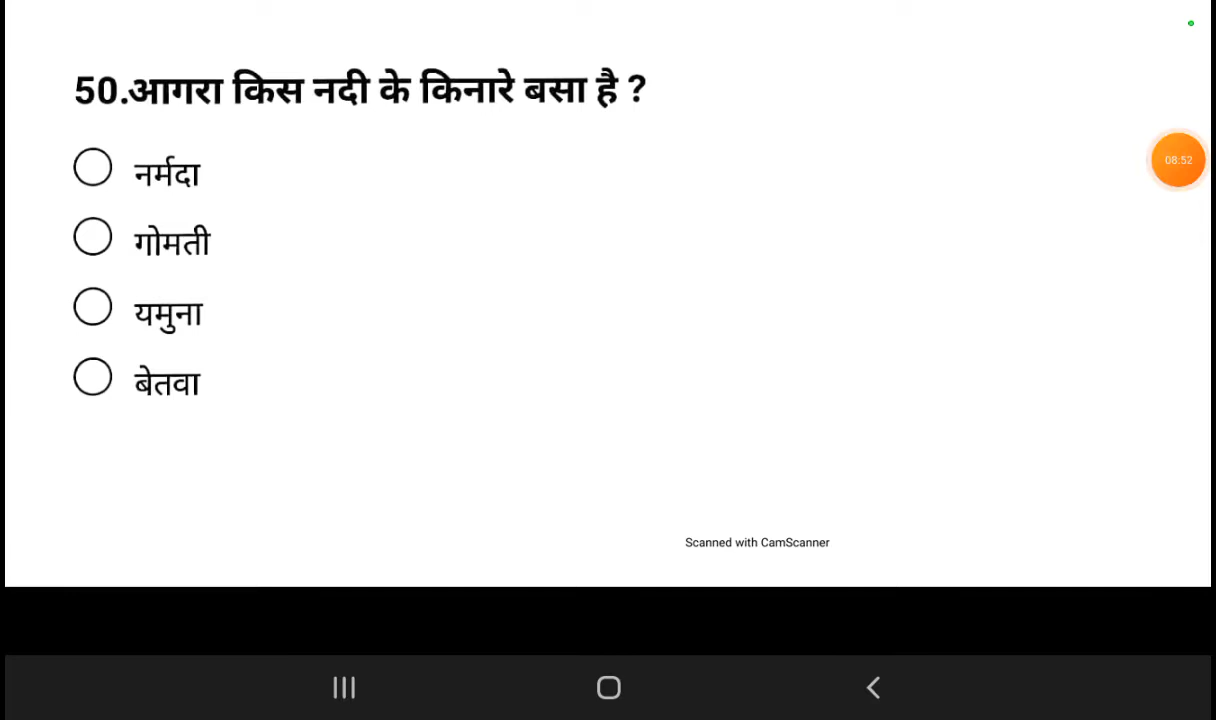 50.आगरा किस नदी के किनारे बसा है ?
08:52
नर्मदा
गोमती
यमुना
बेतवा
Scanned with CamScanner